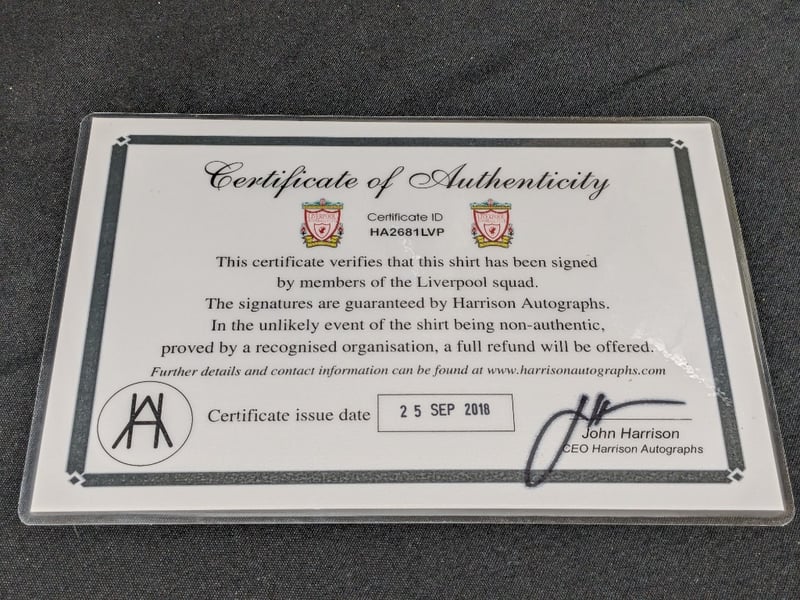 Certificate of Authenticity
Certificate ID
HA2681LVP
This certificate verifies that this shirt has been signed
by members of the Liverpool squad.
The signatures are guaranteed by Harrison Autographs.
In the unlikely event of the shirt being non-authentic,
proved by a recognised organisation, a full refund will be offered.
Further details and contact information can be found at www.harrisonautographs.com
HA
Certificate issue date
25 SEP 2018
John Harrison
CEO Harrison Autographs